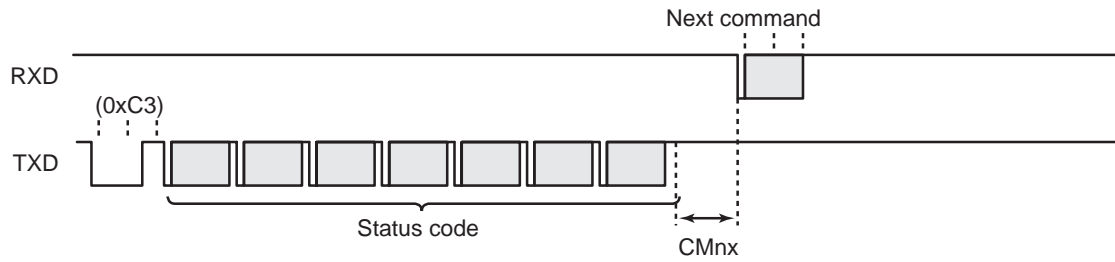 Next command
RXD
(0xC3)
TXD
Status code
CMnx